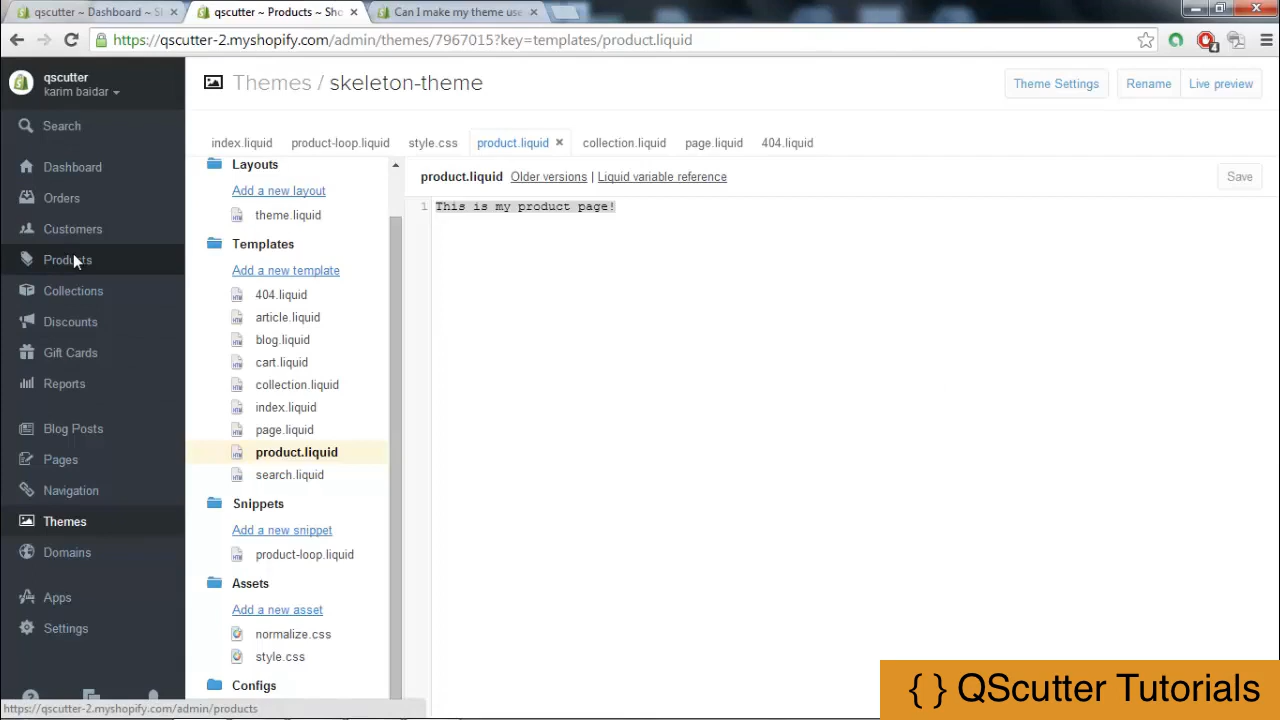 qscutter ~ Dashboard ~ S
qscutter ~ Products ~ Sho
Can I make my theme use
https://qscutter-2.myshopify.com/admin/themes/7967015?key=templates/product.liquid
4
qscutter
karim baidar
Search
Dashboard
Orders
Customers
Products
Collections
Discounts
Gift Cards
Reports
Blog Posts
Pages
Navigation
Themes
Domains
Apps
Settings
https://qscutter-2.myshopify.com/admin/products
Themes / skeleton-theme
Theme Settings
Rename
Live preview
index.liquid
product-loop.liquid
style.css
product.liquid
collection.liquid
page.liquid
404.liquid
Layouts
Add a new layout
theme.liquid
Templates
Add a new template
404.liquid
article.liquid
blog.liquid
cart.liquid
collection.liquid
index.liquid
page.liquid
product.liquid
search.liquid
Snippets
Add a new snippet
product-loop.liquid
Assets
Add a new asset
normalize.css
style.css
Configs
product.liquid Older versions | Liquid variable reference
Save
1 This is my product page!
{ } QScutter Tutorials